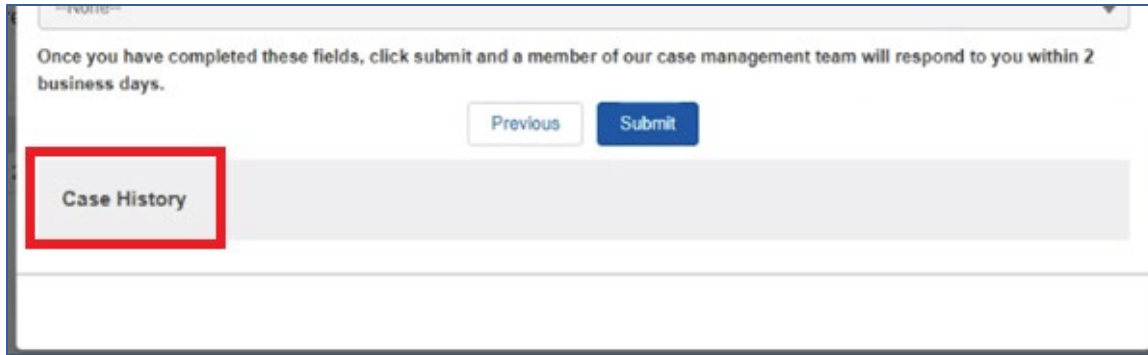 --None--
Once you have completed these fields, click submit and a member of our case management team will respond to you within 2
business days.
Previous Submit
Case History